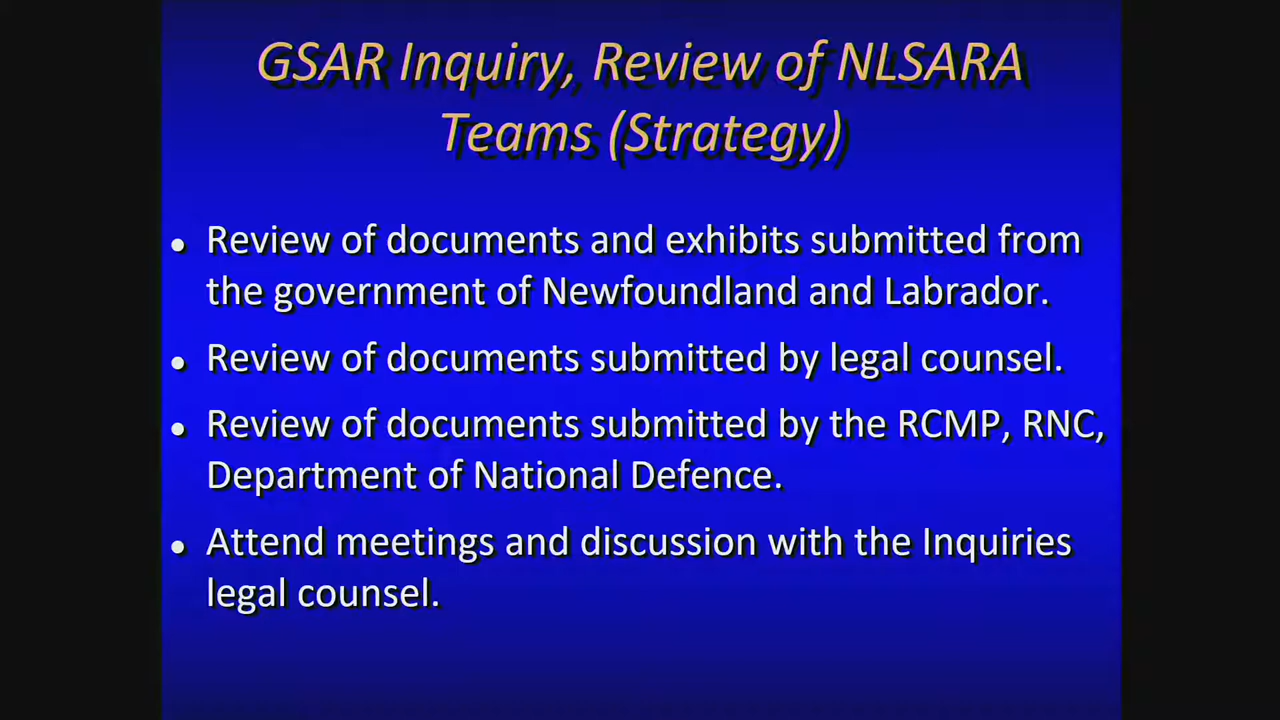 GSAR Inquiry, Review of NLSARA
Teams (Strategy)
• Review of documents and exhibits submitted from
the government of Newfoundland and Labrador.
• Review of documents submitted by legal counsel.
• Review of documents submitted by the RCMP, RNC,
Department of National Defence.
• Attend meetings and discussion with the Inquiries
legal counsel.